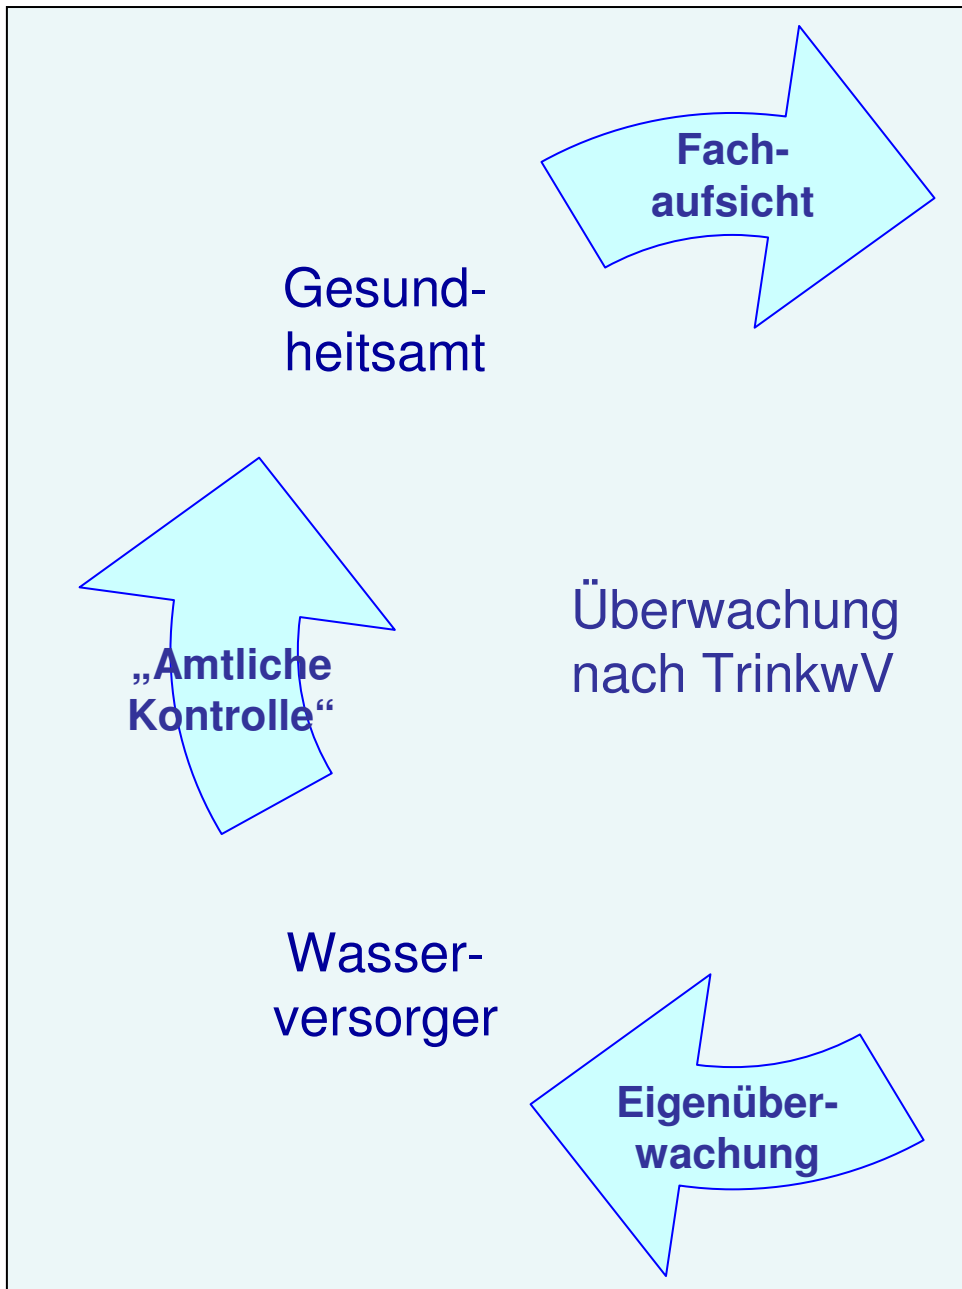 Fach-
aufsicht
Gesund-
heitsamt
Überwachung
nach TrinkwV
„Amtliche
Kontrolle“
Wasser-
versorger
Eigenüber-
wachung